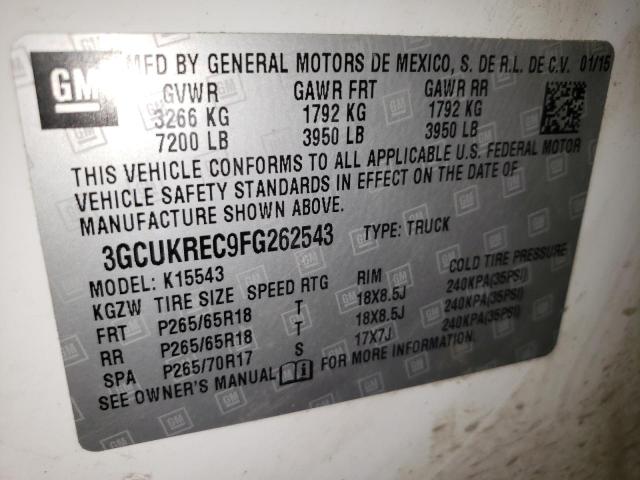 GM
MFD BY GENERAL MOTORS DE MEXICO, S. DE R.L. DE C.V. 01/15
GVWR GAWR FRT GAWR RR
3266 KG 1792 KG 1792 KG
7200 LB 3950 LB 3950 LB
THIS VEHICLE CONFORMS TO ALL APPLICABLE U.S. FEDERAL MOTOR
VEHICLE SAFETY STANDARDS IN EFFECT ON THE DATE OF
MANUFACTURE SHOWN ABOVE.
3GCUKREC9FG262543 TYPE: TRUCK
MODEL: K15543
KGZW TIRE SIZE SPEED RTG RIM COLD TIRE PRESSURE
FRT P265/65R18 T 18X8.5J 240KPA(35PSI)
RR P265/65R18 T 18X8.5J 240KPA(35PSI)
SPA P265/70R17 S 17X7J 240KPA(35PSI)
SEE OWNER'S MANUAL FOR MORE INFORMATION.